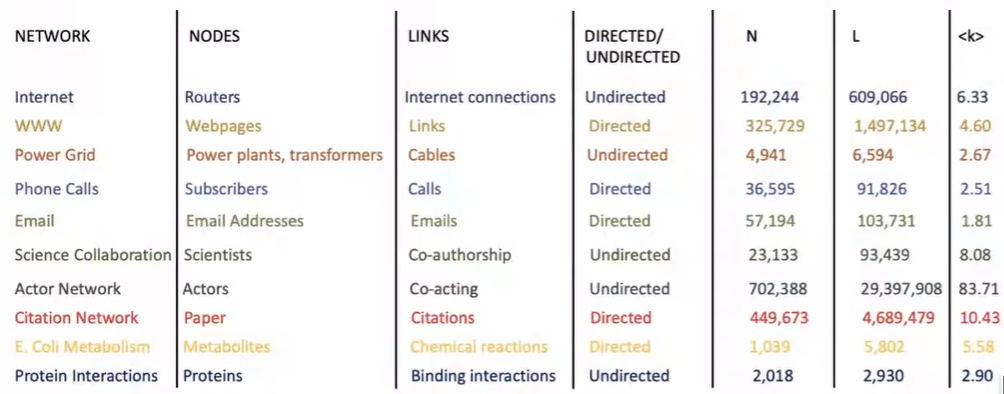 NETWORK NODES LINKS DIRECTED/ UNDIRECTED N L <k>
Internet Routers Internet connections Undirected 192,244 609,066 6.33
WWW Webpages Links Directed 325,729 1,497,134 4.60
Power Grid Power plants, transformers Cables Undirected 4,941 6,594 2.67
Phone Calls Subscribers Calls Directed 36,595 91,826 2.51
Email Email Addresses Emails Directed 57,194 103,731 1.81
Science Collaboration Scientists Co-authorship Undirected 23,133 93,439 8.08
Actor Network Actors Co-acting Undirected 702,388 29,397,908 83.71
Citation Network Paper Citations Directed 449,673 4,689,479 10.43
E. Coli Metabolism Metabolites Chemical reactions Directed 1,039 5,802 5.58
Protein Interactions Proteins Binding interactions Undirected 2,018 2,930 2.90